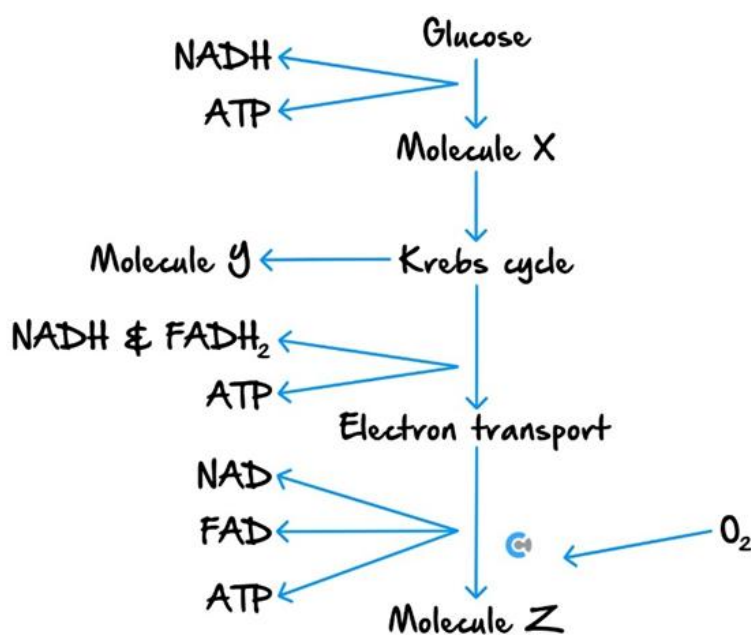 Glucose
NADH
ATP
Molecule X
Molecule Y
Krebs cycle
NADH & FADH₂
ATP
Electron transport
NAD
FAD
O₂
ATP
Molecule Z